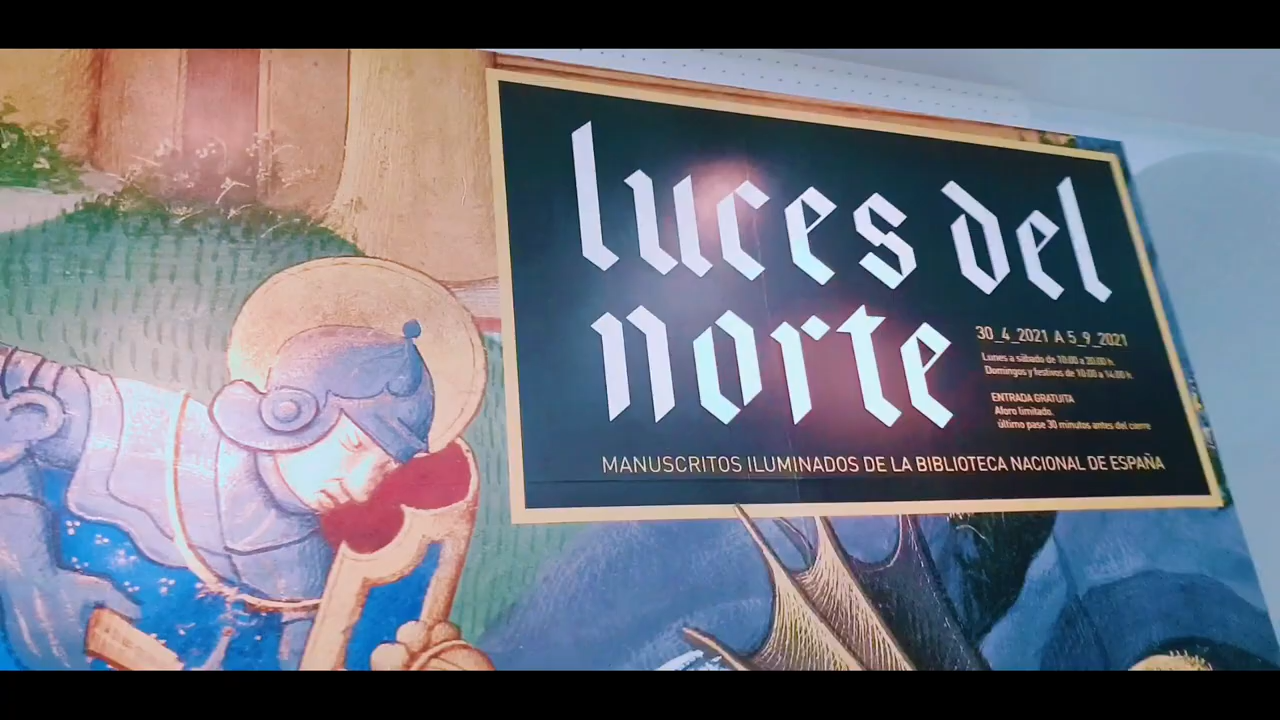 luces del
norte
30_4_2021 A 5_9_2021
Lunes a sábado de 10:00 a 20:00 h.
Domingos y festivos de 10:00 a 14:00 h.
ENTRADA GRATUITA
Aforo limitado,
último pase 30 minutos antes del cierre
MANUSCRITOS ILUMINADOS DE LA BIBLIOTECA NACIONAL DE ESPAÑA